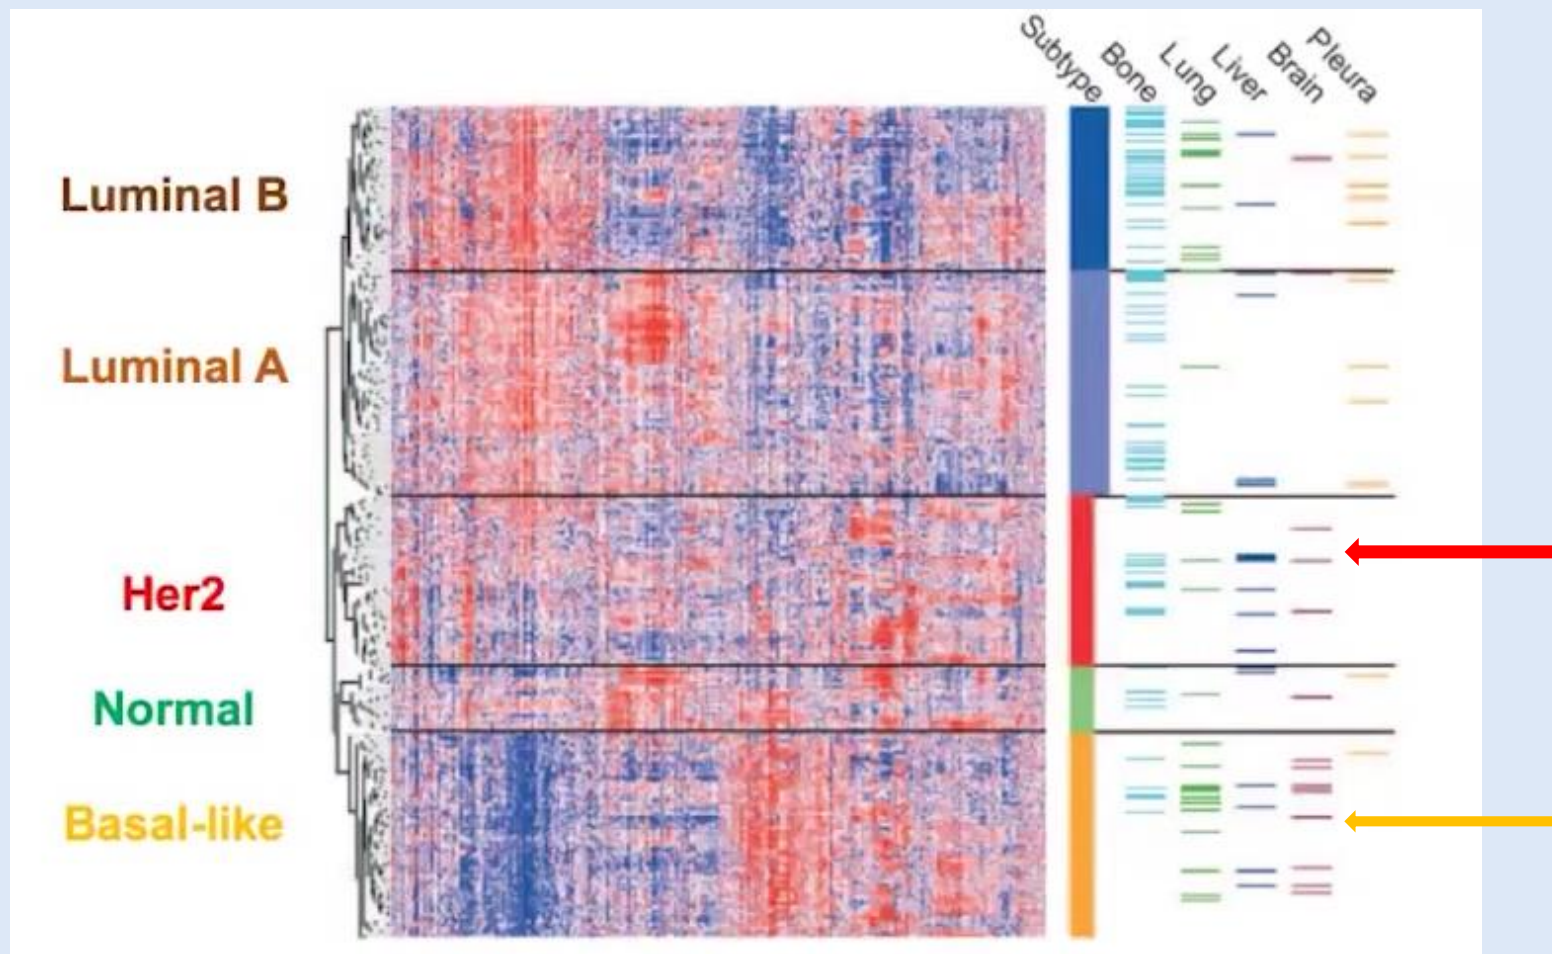 Subtype
Bone
Lung
Liver
Brain
Pleura
Luminal B
Luminal A
Her2
Normal
Basal-like